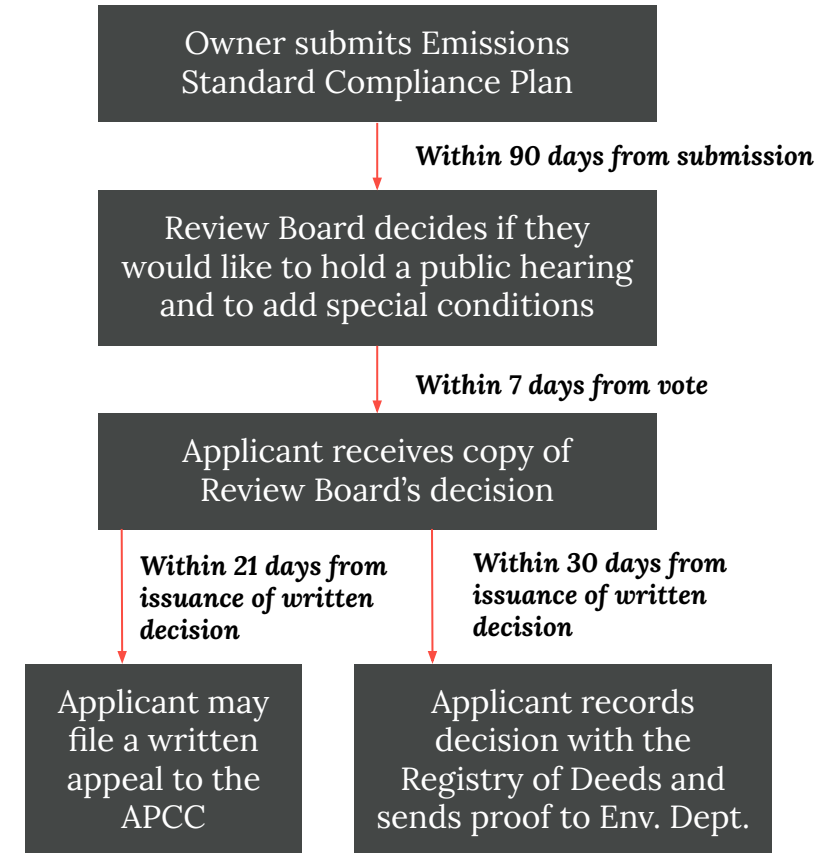 Owner submits Emissions
Standard Compliance Plan
Within 90 days from submission
Review Board decides if they
would like to hold a public hearing
and to add special conditions
Within 7 days from vote
Applicant receives copy of
Review Board’s decision
Within 21 days from
issuance of written
decision
Within 30 days from
issuance of written
decision
Applicant may
file a written
appeal to the
APCC
Applicant records
decision with the
Registry of Deeds and
sends proof to Env. Dept.